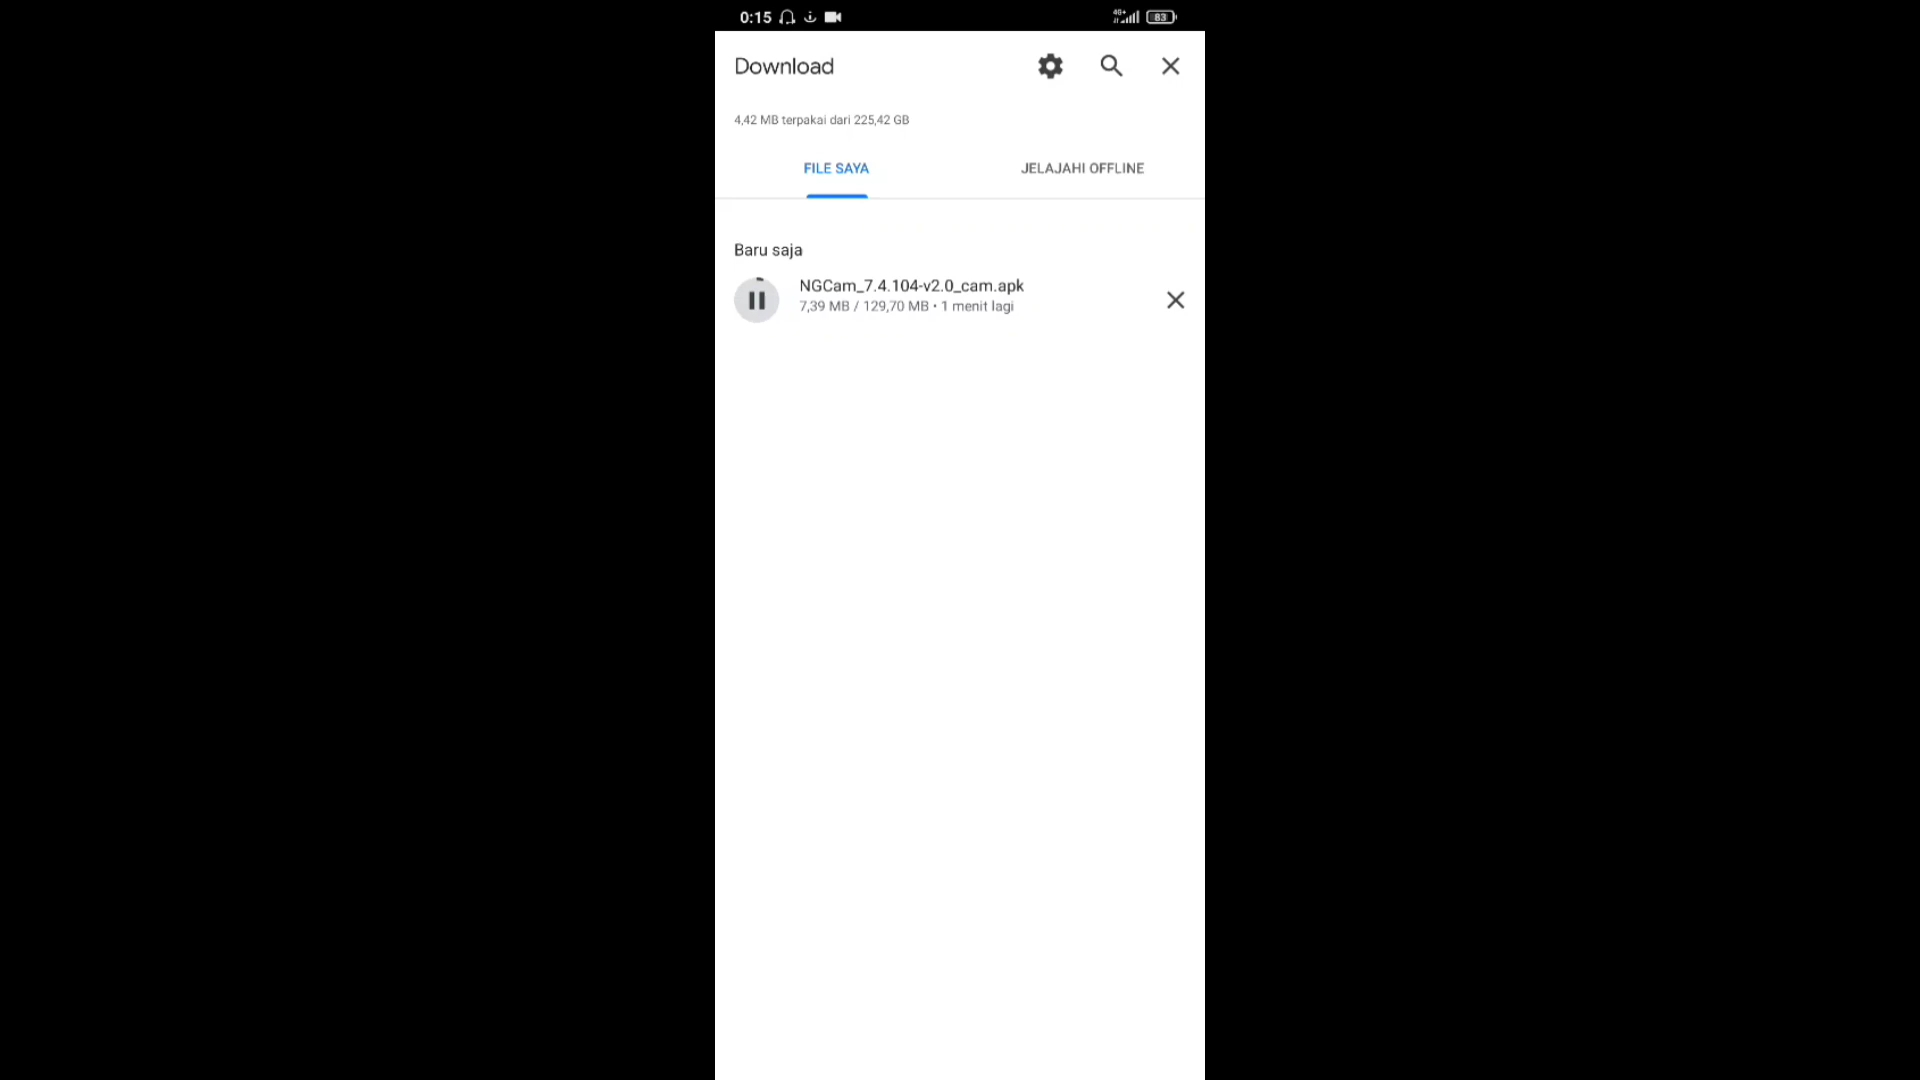 0:15 4G+ 83
Download
4,42 MB terpakai dari 225,42 GB
FILE SAYA JELAJAHI OFFLINE
Baru saja
NGCam_7.4.104-v2.0_cam.apk
7,39 MB / 129,70 MB • 1 menit lagi